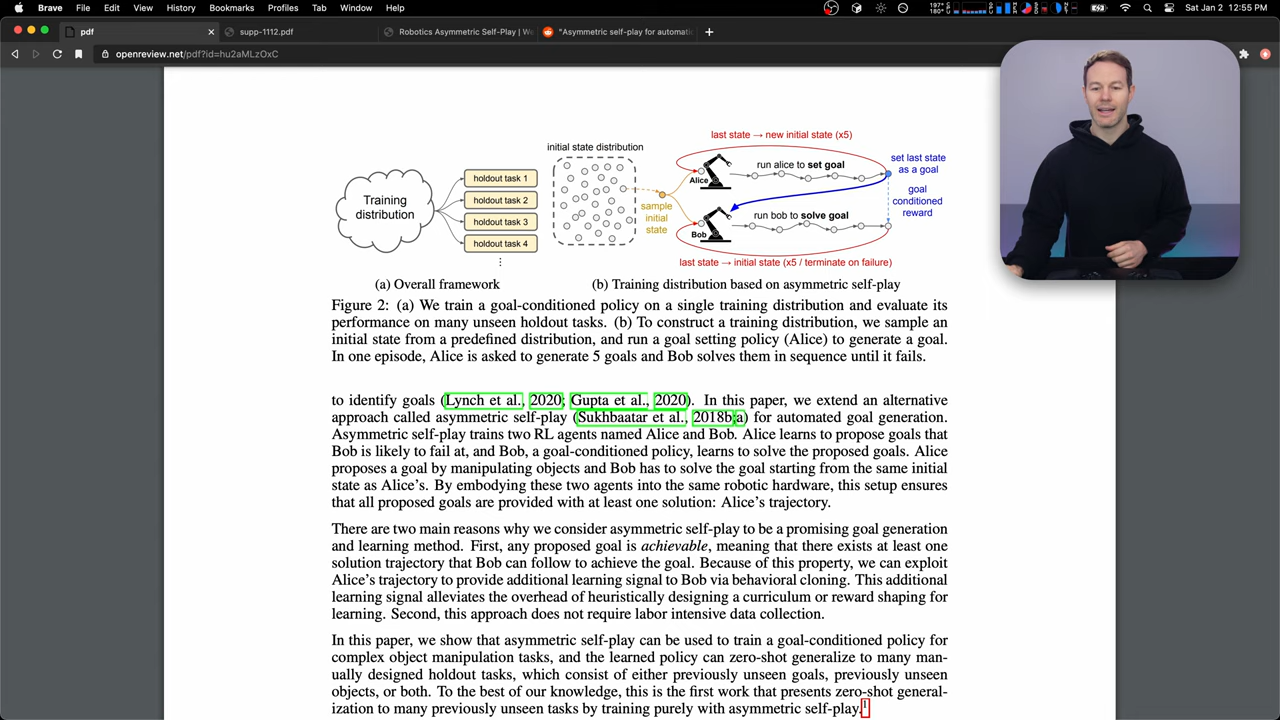 Brave File Edit View History Bookmarks Profiles Tab Window Help
197° 180°
Sat Jan 2 12:55 PM
pdf
supp-1112.pdf
Robotics Asymmetric Self-Play | W
"Asymmetric self-play for automati
openreview.net/pdf?id=hu2aMLzOxC
Training distribution
holdout task 1
holdout task 2
holdout task 3
holdout task 4
(a) Overall framework
initial state distribution
sample initial state
last state → new initial state (x5)
Alice
run alice to set goal
set last state as a goal
goal conditioned reward
Bob
run bob to solve goal
last state → initial state (x5 / terminate on failure)
(b) Training distribution based on asymmetric self-play
Figure 2: (a) We train a goal-conditioned policy on a single training distribution and evaluate its
performance on many unseen holdout tasks. (b) To construct a training distribution, we sample an
initial state from a predefined distribution, and run a goal setting policy (Alice) to generate a goal.
In one episode, Alice is asked to generate 5 goals and Bob solves them in sequence until it fails.
to identify goals (Lynch et al., 2020; Gupta et al., 2020). In this paper, we extend an alternative
approach called asymmetric self-play (Sukhbaatar et al., 2018b;a) for automated goal generation.
Asymmetric self-play trains two RL agents named Alice and Bob. Alice learns to propose goals that
Bob is likely to fail at, and Bob, a goal-conditioned policy, learns to solve the proposed goals. Alice
proposes a goal by manipulating objects and Bob has to solve the goal starting from the same initial
state as Alice's. By embodying these two agents into the same robotic hardware, this setup ensures
that all proposed goals are provided with at least one solution: Alice's trajectory.
There are two main reasons why we consider asymmetric self-play to be a promising goal generation
and learning method. First, any proposed goal is achievable, meaning that there exists at least one
solution trajectory that Bob can follow to achieve the goal. Because of this property, we can exploit
Alice's trajectory to provide additional learning signal to Bob via behavioral cloning. This additional
learning signal alleviates the overhead of heuristically designing a curriculum or reward shaping for
learning. Second, this approach does not require labor intensive data collection.
In this paper, we show that asymmetric self-play can be used to train a goal-conditioned policy for
complex object manipulation tasks, and the learned policy can zero-shot generalize to many man-
ually designed holdout tasks, which consist of either previously unseen goals, previously unseen
objects, or both. To the best of our knowledge, this is the first work that presents zero-shot general-
ization to many previously unseen tasks by training purely with asymmetric self-play.1